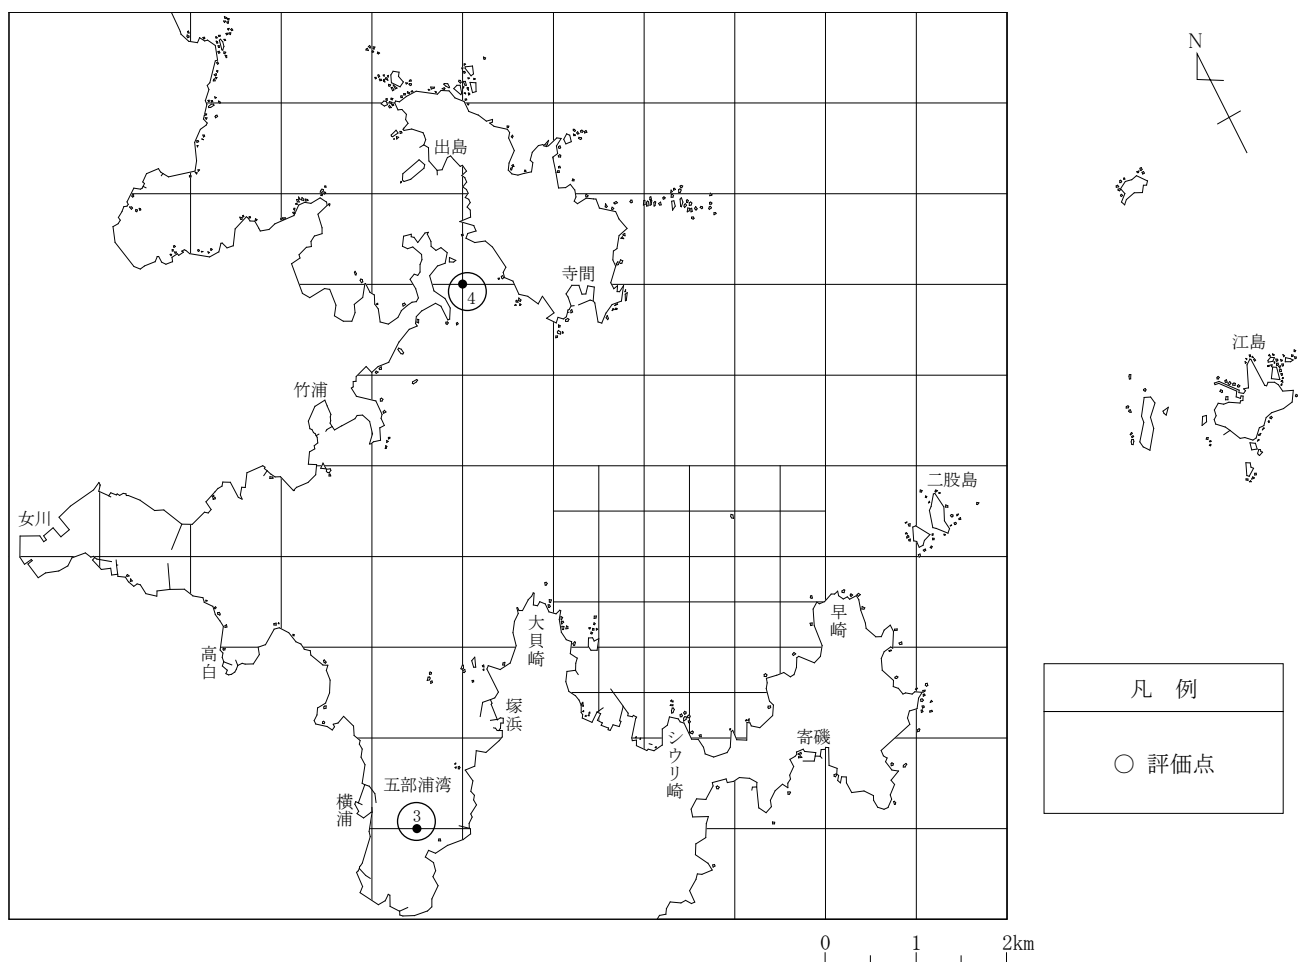 N
出島
寺間
4
江島
竹浦
二股島
女川
大貝崎
早崎
高白
塚浜
凡 例
シウリ崎
寄磯
○ 評価点
五部浦湾
横浦
3
0 1 2km